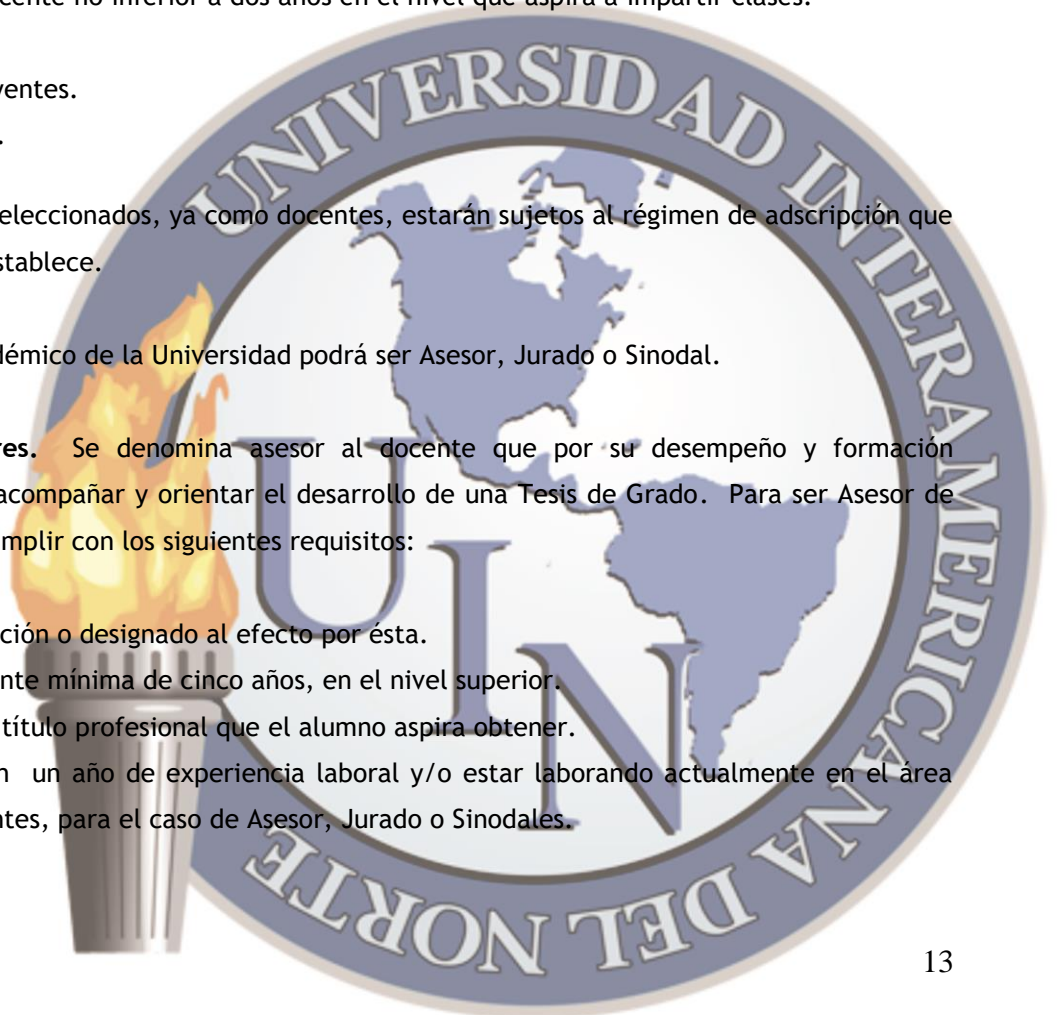 cente no inferior a dos años en el nivel que aspira a impartir clases.
yentes.
.
eleccionados, ya como docentes, estarán sujetos al régimen de adscripción que
stablece.
démico de la Universidad podrá ser Asesor, Jurado o Sinodal.
res. Se denomina asesor al docente que por su desempeño y formación
acompañar y orientar el desarrollo de una Tesis de Grado. Para ser Asesor de
umplir con los siguientes requisitos:
ción o designado al efecto por ésta.
nte mínima de cinco años, en el nivel superior.
título profesional que el alumno aspira obtener.
n un año de experiencia laboral y/o estar laborando actualmente en el área
ntes, para el caso de Asesor, Jurado o Sinodales.
UNIVERSIDAD INTERAMERICANA DEL NORTE
UIN
13